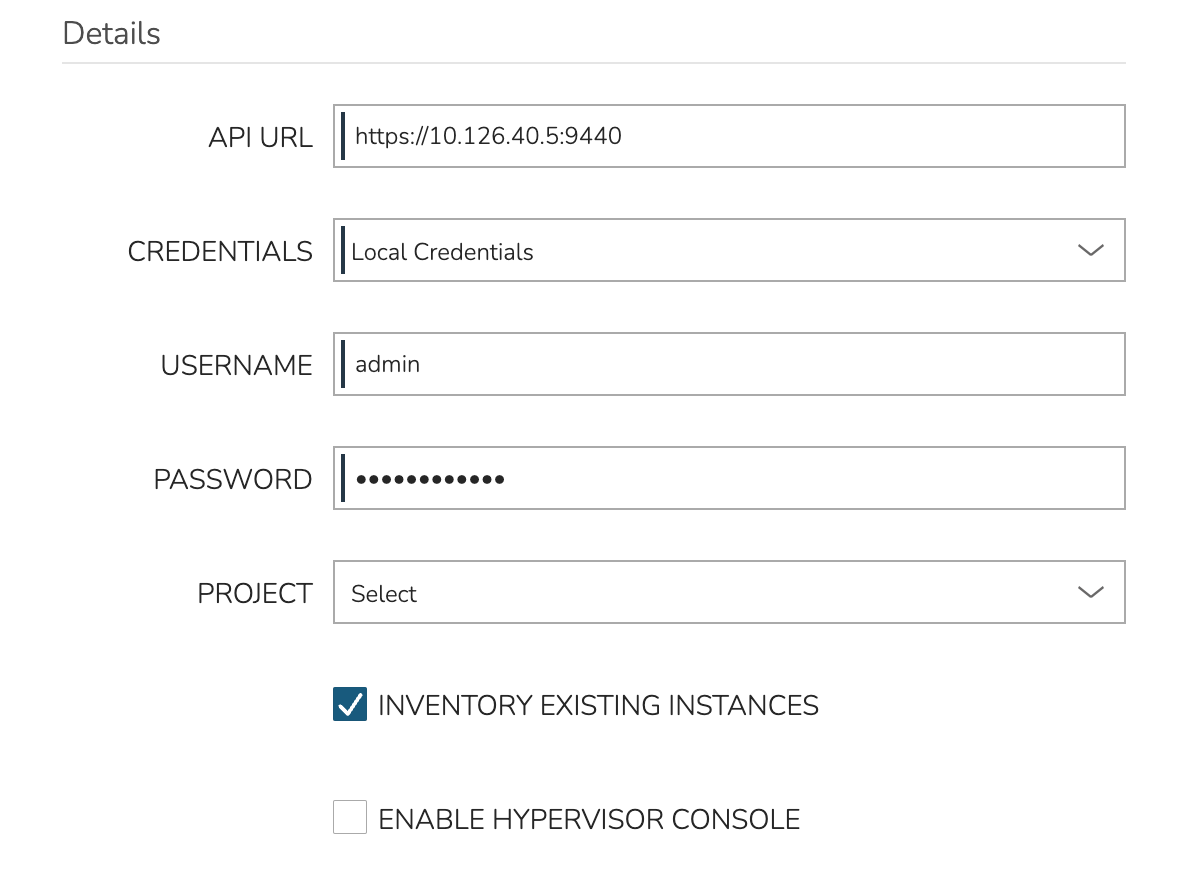 Details
API URL https://10.126.40.5:9440
CREDENTIALS Local Credentials
USERNAME admin
PASSWORD ••••••••••••
PROJECT Select
INVENTORY EXISTING INSTANCES
ENABLE HYPERVISOR CONSOLE